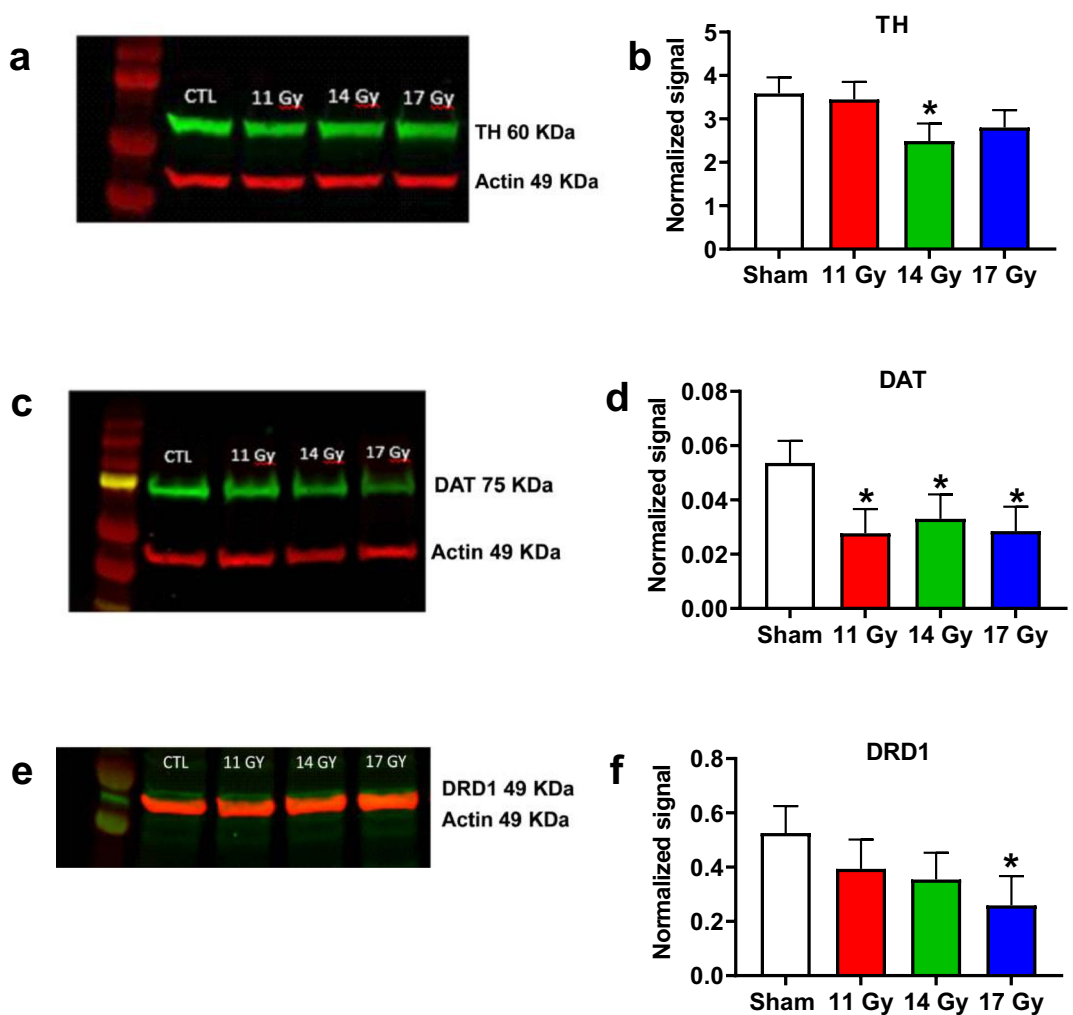 a
CTL 11 Gy 14 Gy 17 Gy
TH 60 KDa
Actin 49 KDa
b
TH
Normalized signal
5
4
3
2
1
0
*
Sham 11 Gy 14 Gy 17 Gy
c
CTL 11 Gy 14 Gy 17 Gy
DAT 75 KDa
Actin 49 KDa
d
DAT
Normalized signal
0.08
0.06
0.04
0.02
0.00
* * *
Sham 11 Gy 14 Gy 17 Gy
e
CTL 11 GY 14 GY 17 GY
DRD1 49 KDa
Actin 49 KDa
f
DRD1
Normalized signal
0.8
0.6
0.4
0.2
0.0
*
Sham 11 Gy 14 Gy 17 Gy